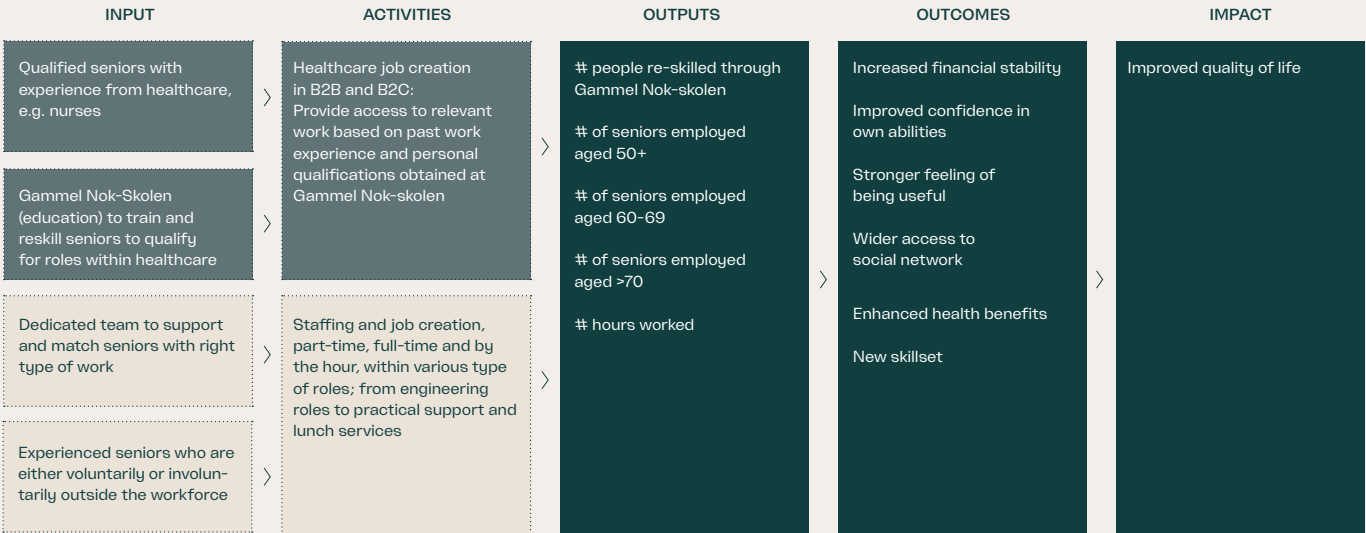 INPUT
ACTIVITIES
OUTPUTS
OUTCOMES
IMPACT
Qualified seniors with
experience from healthcare,
e.g. nurses
Gammel Nok-Skolen
(education) to train and
reskill seniors to qualify
for roles within healthcare
Dedicated team to support
and match seniors with right
type of work
Experienced seniors who are
either voluntarily or involun-
tarily outside the workforce
Healthcare job creation
in B2B and B2C:
Provide access to relevant
work based on past work
experience and personal
qualifications obtained at
Gammel Nok-skolen
Staffing and job creation,
part-time, full-time and by
the hour, within various type
of roles; from engineering
roles to practical support and
lunch services
# people re-skilled through
Gammel Nok-skolen
# of seniors employed
aged 50+
# of seniors employed
aged 60-69
# of seniors employed
aged >70
# hours worked
Increased financial stability
Improved confidence in
own abilities
Stronger feeling of
being useful
Wider access to
social network
Enhanced health benefits
New skillset
Improved quality of life